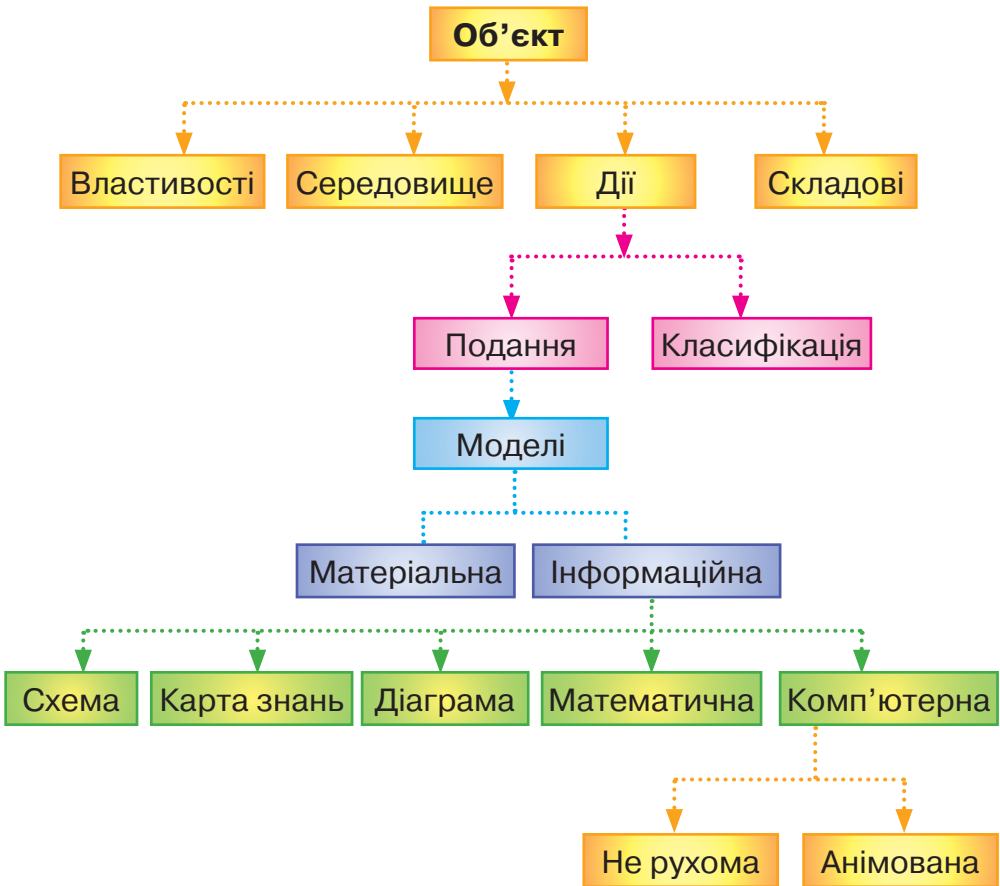 Об’єкт
Властивості
Середовище
Дії
Складові
Подання
Класифікація
Моделі
Матеріальна
Інформаційна
Схема
Карта знань
Діаграма
Математична
Комп’ютерна
Не рухома
Анімована